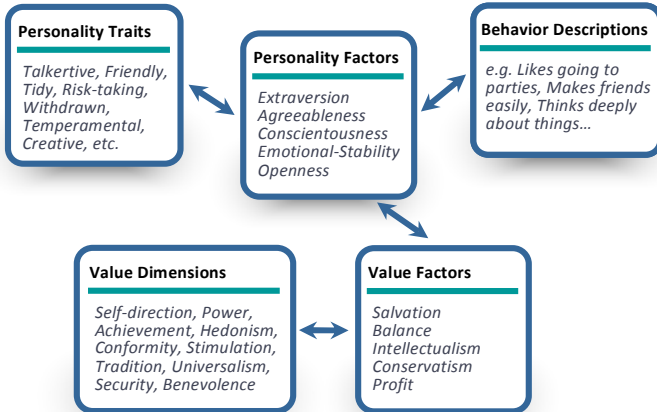 Personality Traits
Talkertive, Friendly,
Tidy, Risk-taking,
Withdrawn,
Temperamental,
Creative, etc.
Personality Factors
Extraversion
Agreeableness
Conscientousness
Emotional-Stability
Openness
Behavior Descriptions
e.g. Likes going to
parties, Makes friends
easily, Thinks deeply
about things…
Value Dimensions
Self-direction, Power,
Achievement, Hedonism,
Conformity, Stimulation,
Tradition, Universalism,
Security, Benevolence
Value Factors
Salvation
Balance
Intellectualism
Conservatism
Profit